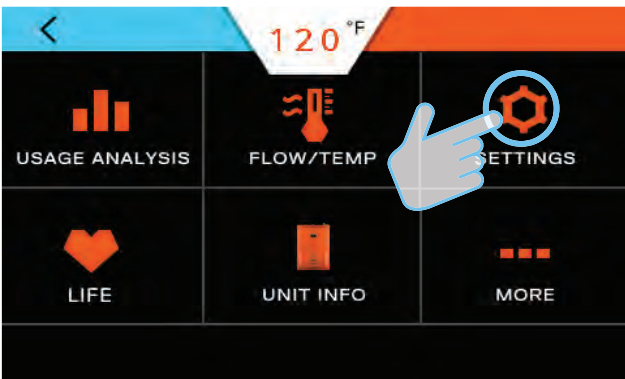 120°F
USAGE ANALYSIS
FLOW/TEMP
SETTINGS
LIFE
UNIT INFO
MORE